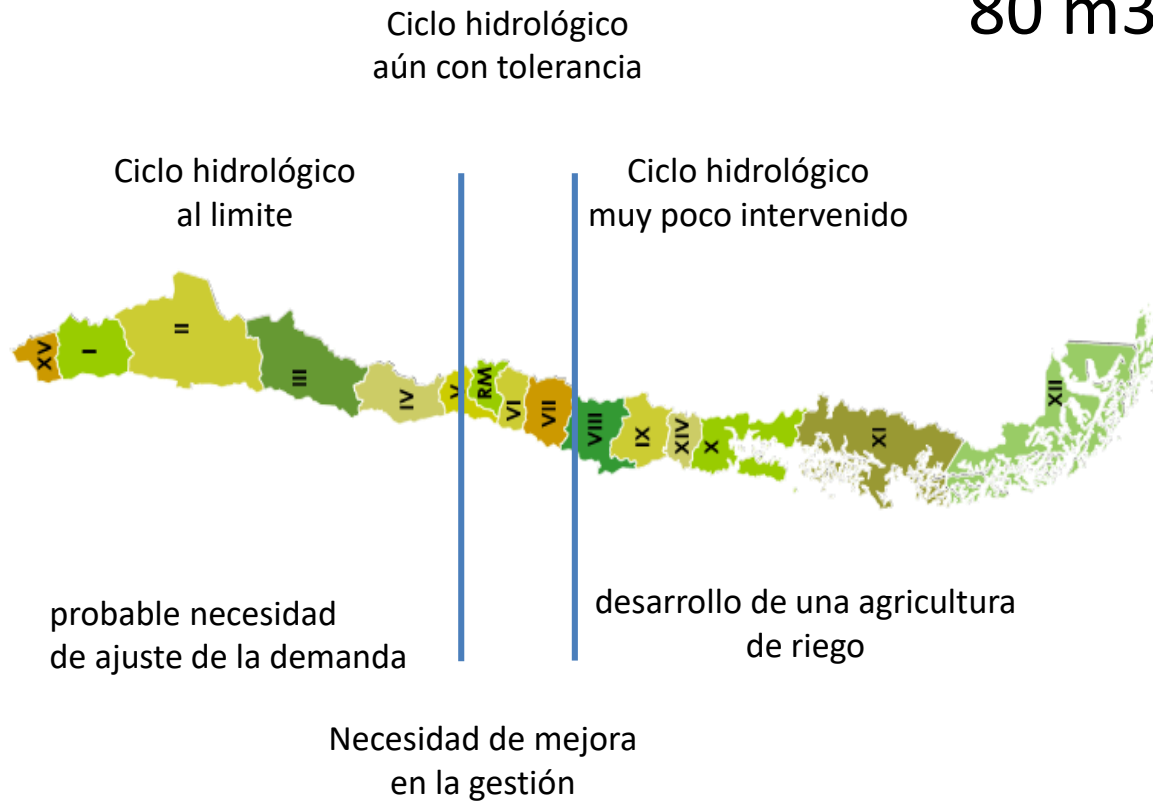 80 m3
Ciclo hidrológico
aún con tolerancia
Ciclo hidrológico
al limite
Ciclo hidrológico
muy poco intervenido
XV
I
II
III
IV
V
RM
VI
VII
VIII
IX
XIV
X
XI
XII
probable necesidad
de ajuste de la demanda
desarrollo de una agricultura
de riego
Necesidad de mejora
en la gestión